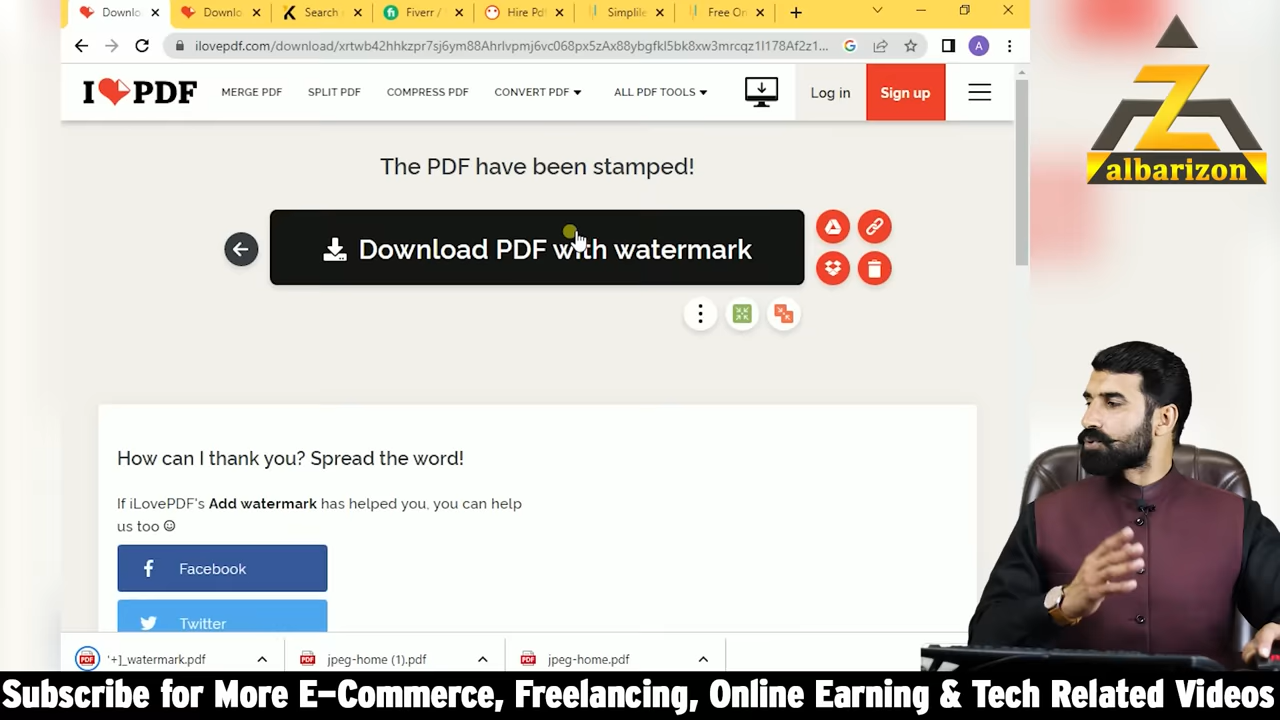 Downlo
Downlo
Search
Fiverr /
Hire Pd
Simplile
Free On
ilovepdf.com/download/
I PDF
MERGE PDF
SPLIT PDF
COMPRESS PDF
CONVERT PDF
ALL PDF TOOLS
Log in
Sign up
A
Z
albarizon
The PDF have been stamped!
Download PDF with watermark
How can I thank you? Spread the word!
If iLovePDF's Add watermark has helped you, you can help
us too
Facebook
Twitter
'+]_watermark.pdf
jpeg-home (1).pdf
jpeg-home.pdf
Subscribe for More E-Commerce, Freelancing, Online Earning & Tech Related Videos